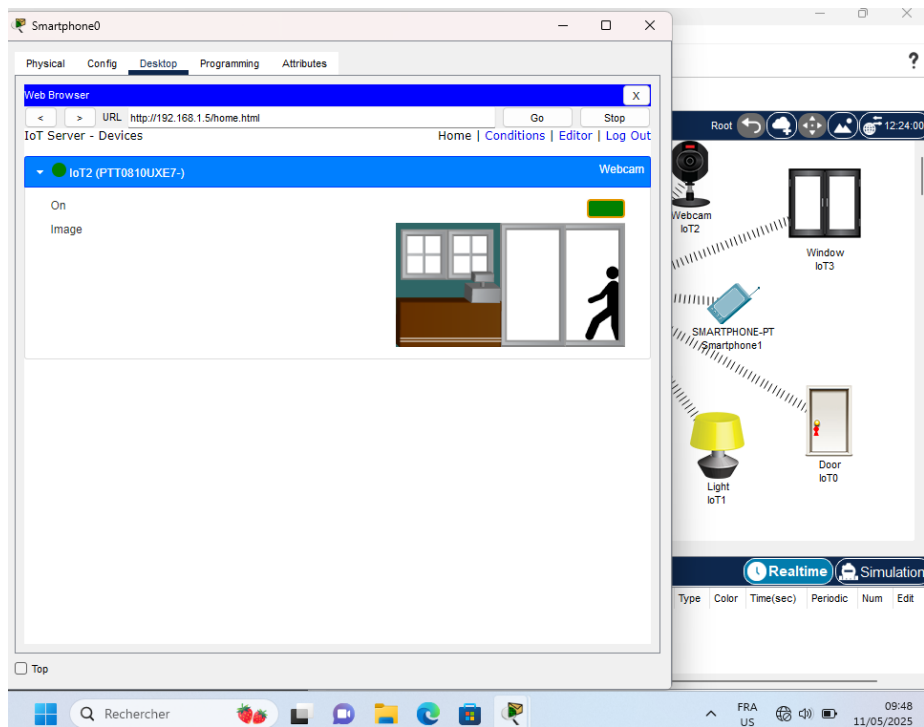 Smartphone0
Physical Config Desktop Programming Attributes
Web Browser X
< > URL http://192.168.1.5/home.html Go Stop
IoT Server - Devices Home | Conditions | Editor | Log Out
IoT2 (PTT0810UXE7-) Webcam
On
Image
Top
?
Root 12:24:00
Webcam
IoT2
Window
IoT3
SMARTPHONE-PT
Smartphone1
Door
IoT0
Light
IoT1
Realtime Simulation
Type Color Time(sec) Periodic Num Edit
Rechercher
FRA
US
09:48
11/05/2025